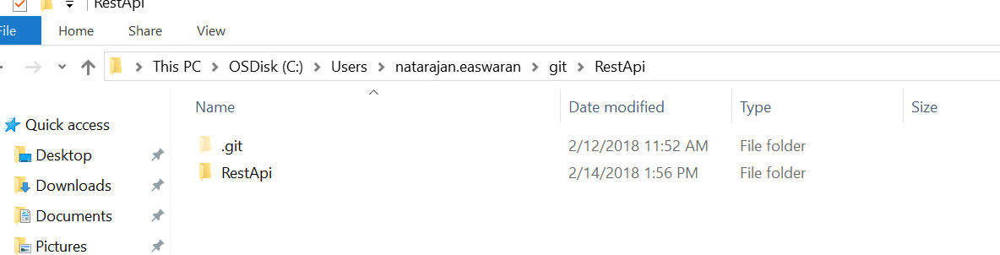 RestApi
File Home Share View
This PC OSDisk (C:) Users natarajan.easwaran git RestApi
Name Date modified Type Size
Quick access
.git 2/12/2018 11:52 AM File folder
Desktop
RestApi 2/14/2018 1:56 PM File folder
Downloads
Documents
Pictures